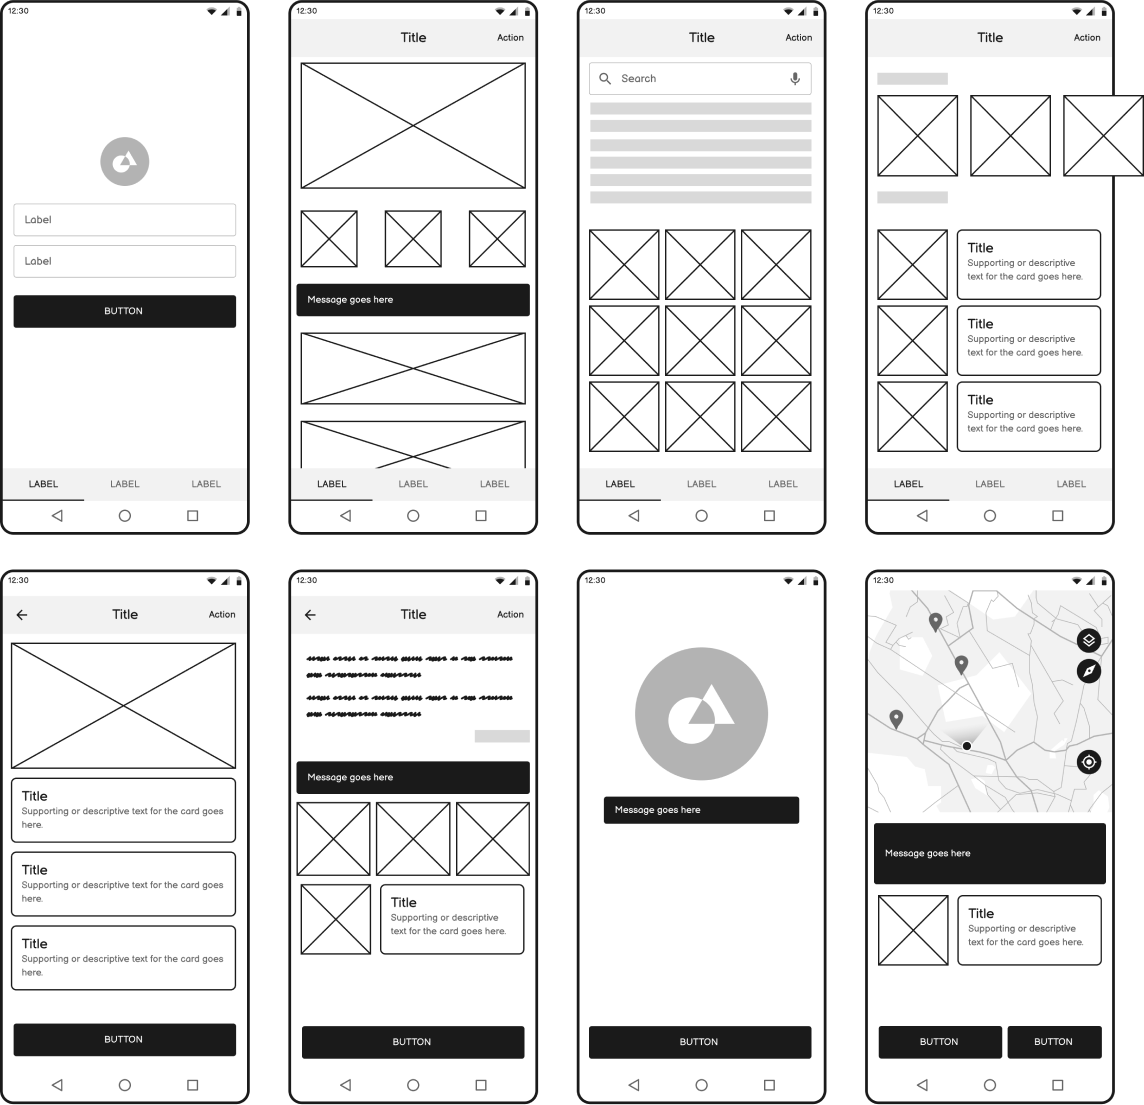 12:30
Label
Label
BUTTON
LABEL LABEL LABEL
12:30
Title Action
Message goes here
LABEL LABEL LABEL
12:30
Title Action
Search
LABEL LABEL LABEL
12:30
Title Action
Title
Supporting or descriptive
text for the card goes here.
Title
Supporting or descriptive
text for the card goes here.
Title
Supporting or descriptive
text for the card goes here.
LABEL LABEL LABEL
12:30
Title Action
Title
Supporting or descriptive text for the card goes
here.
Title
Supporting or descriptive text for the card goes
here.
Title
Supporting or descriptive text for the card goes
here.
BUTTON
12:30
Title Action
Message goes here
Title
Supporting or descriptive
text for the card goes here.
BUTTON
12:30
Message goes here
BUTTON
12:30
Message goes here
Title
Supporting or descriptive
text for the card goes here.
BUTTON BUTTON